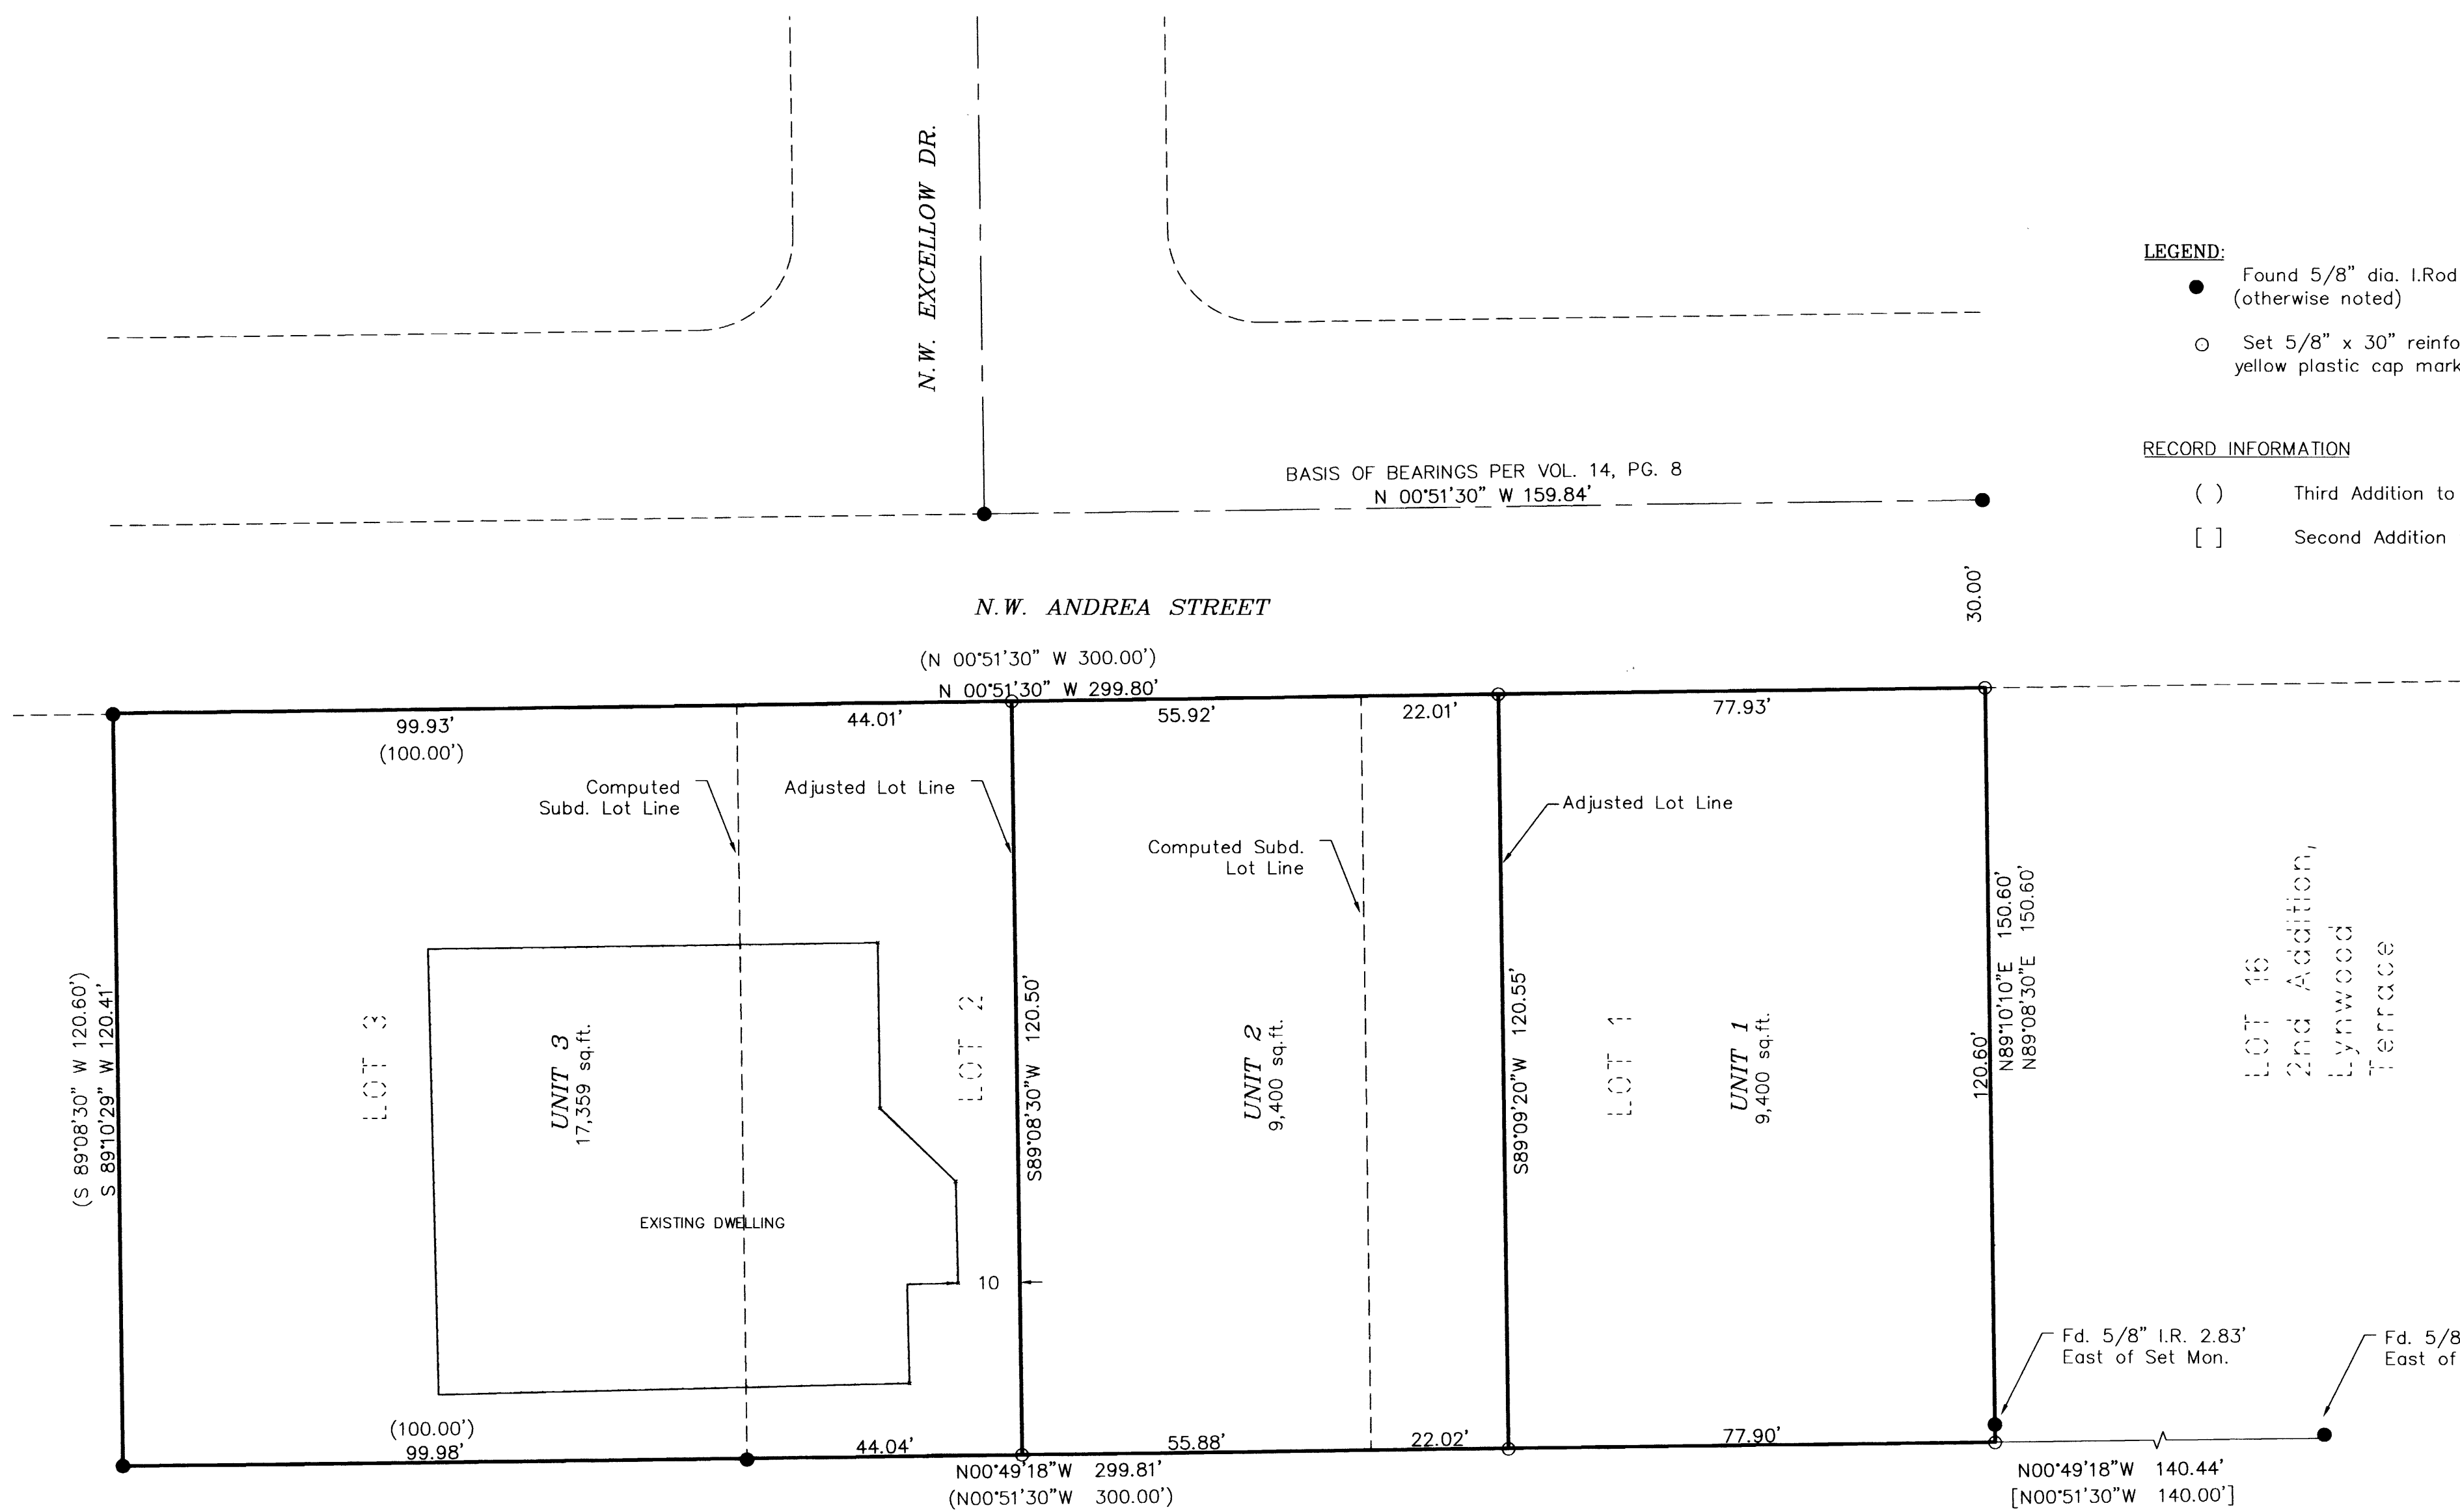 N.W. EXCELLOW DR.
LEGEND:
Found 5/8" dia. I.Rod
(otherwise noted)
Set 5/8" x 30" reinfo
yellow plastic cap mark
RECORD INFORMATION
( ) Third Addition to
[ ] Second Addition
BASIS OF BEARINGS PER VOL. 14, PG. 8
N 00°51'30" W 159.84'
30.00'
N.W. ANDREA STREET
(N 00°51'30" W 300.00')
N 00°51'30" W 299.80'
99.93'
(100.00')
44.01'
55.92'
22.01'
77.93'
Computed
Subd. Lot Line
Adjusted Lot Line
Computed Subd.
Lot Line
Adjusted Lot Line
(S 89°08'30" W 120.60')
S 89°10'29" W 120.41'
LOT 3
UNIT 3
17,359 sq.ft.
EXISTING DWELLING
LOT 2
10
S89°08'30"W 120.50'
UNIT 2
9,400 sq.ft.
S89°09'20"W 120.55'
LOT 1
UNIT 1
9,400 sq.ft.
120.60'
N89°10'10"E 150.60'
N89°08'30"E 150.60'
LOT 16
2nd Addition,
Lynwood
Terrace
Fd. 5/8" I.R. 2.83'
East of Set Mon.
Fd. 5/8
East of
(100.00')
99.98'
44.04'
55.88'
22.02'
77.90'
N00°49'18"W 299.81'
(N00°51'30"W 300.00')
N00°49'18"W 140.44'
[N00°51'30"W 140.00']